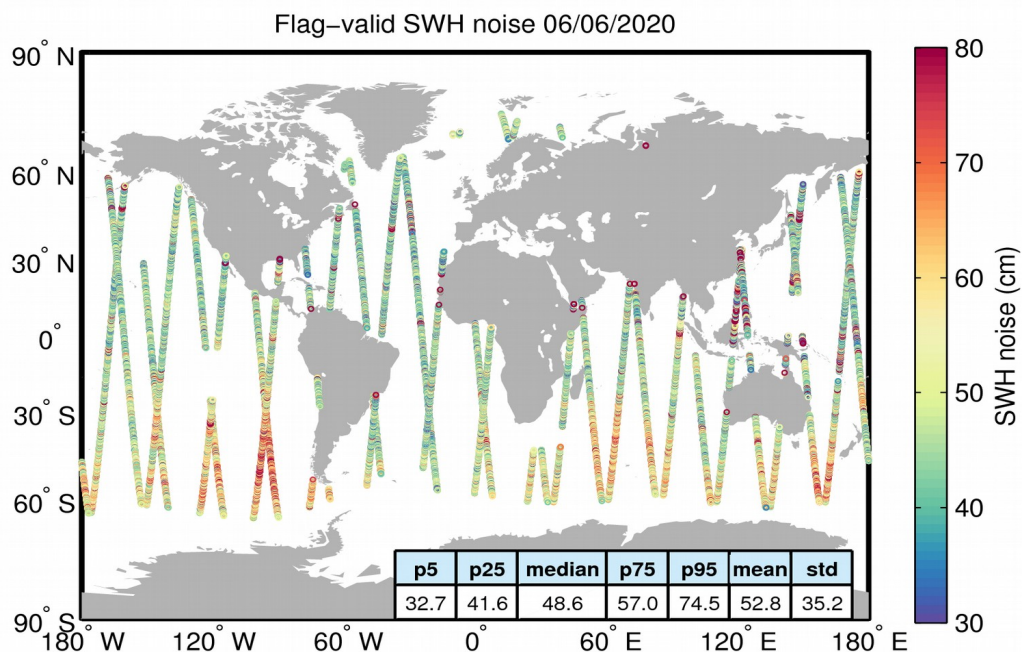 Flag−valid SWH noise 06/06/2020
90° N
60° N
30° N
0°
30° S
60° S
90° S
180° W
120° W
60° W
0°
60° E
120° E
180° E
80
70
60
50
40
30
SWH noise (cm)
p5 p25 median p75 p95 mean std
32.7 41.6 48.6 57.0 74.5 52.8 35.2